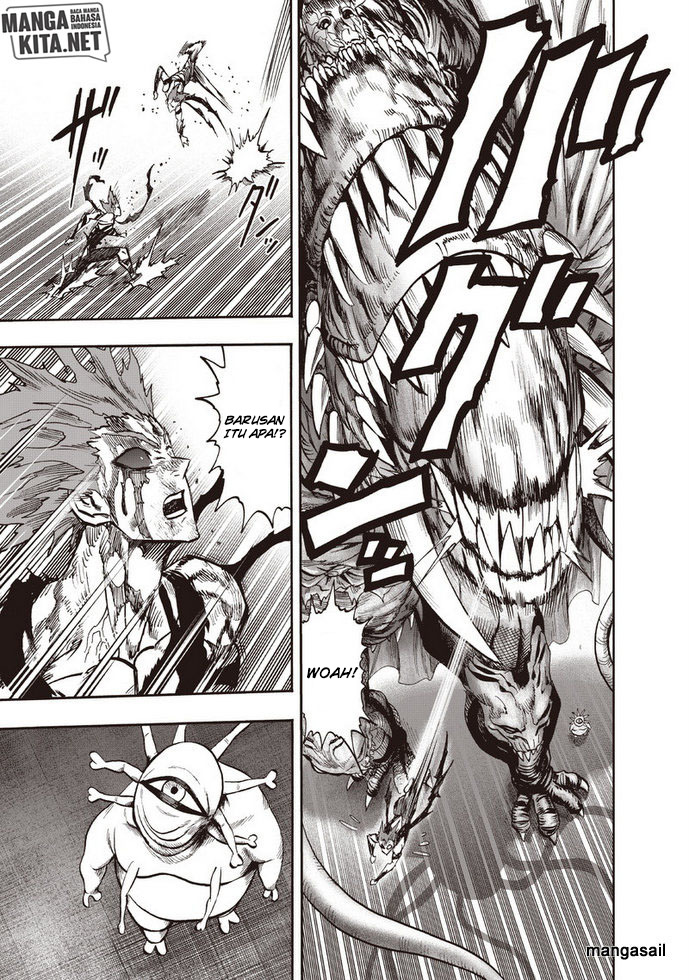 MANGA
KITA.NET
BACA MANGA
BAHASA
INDONESIA
バグンッ
WOAH!
ザッ
ダンッ
BARUSAN
ITU APA!?
mangasail